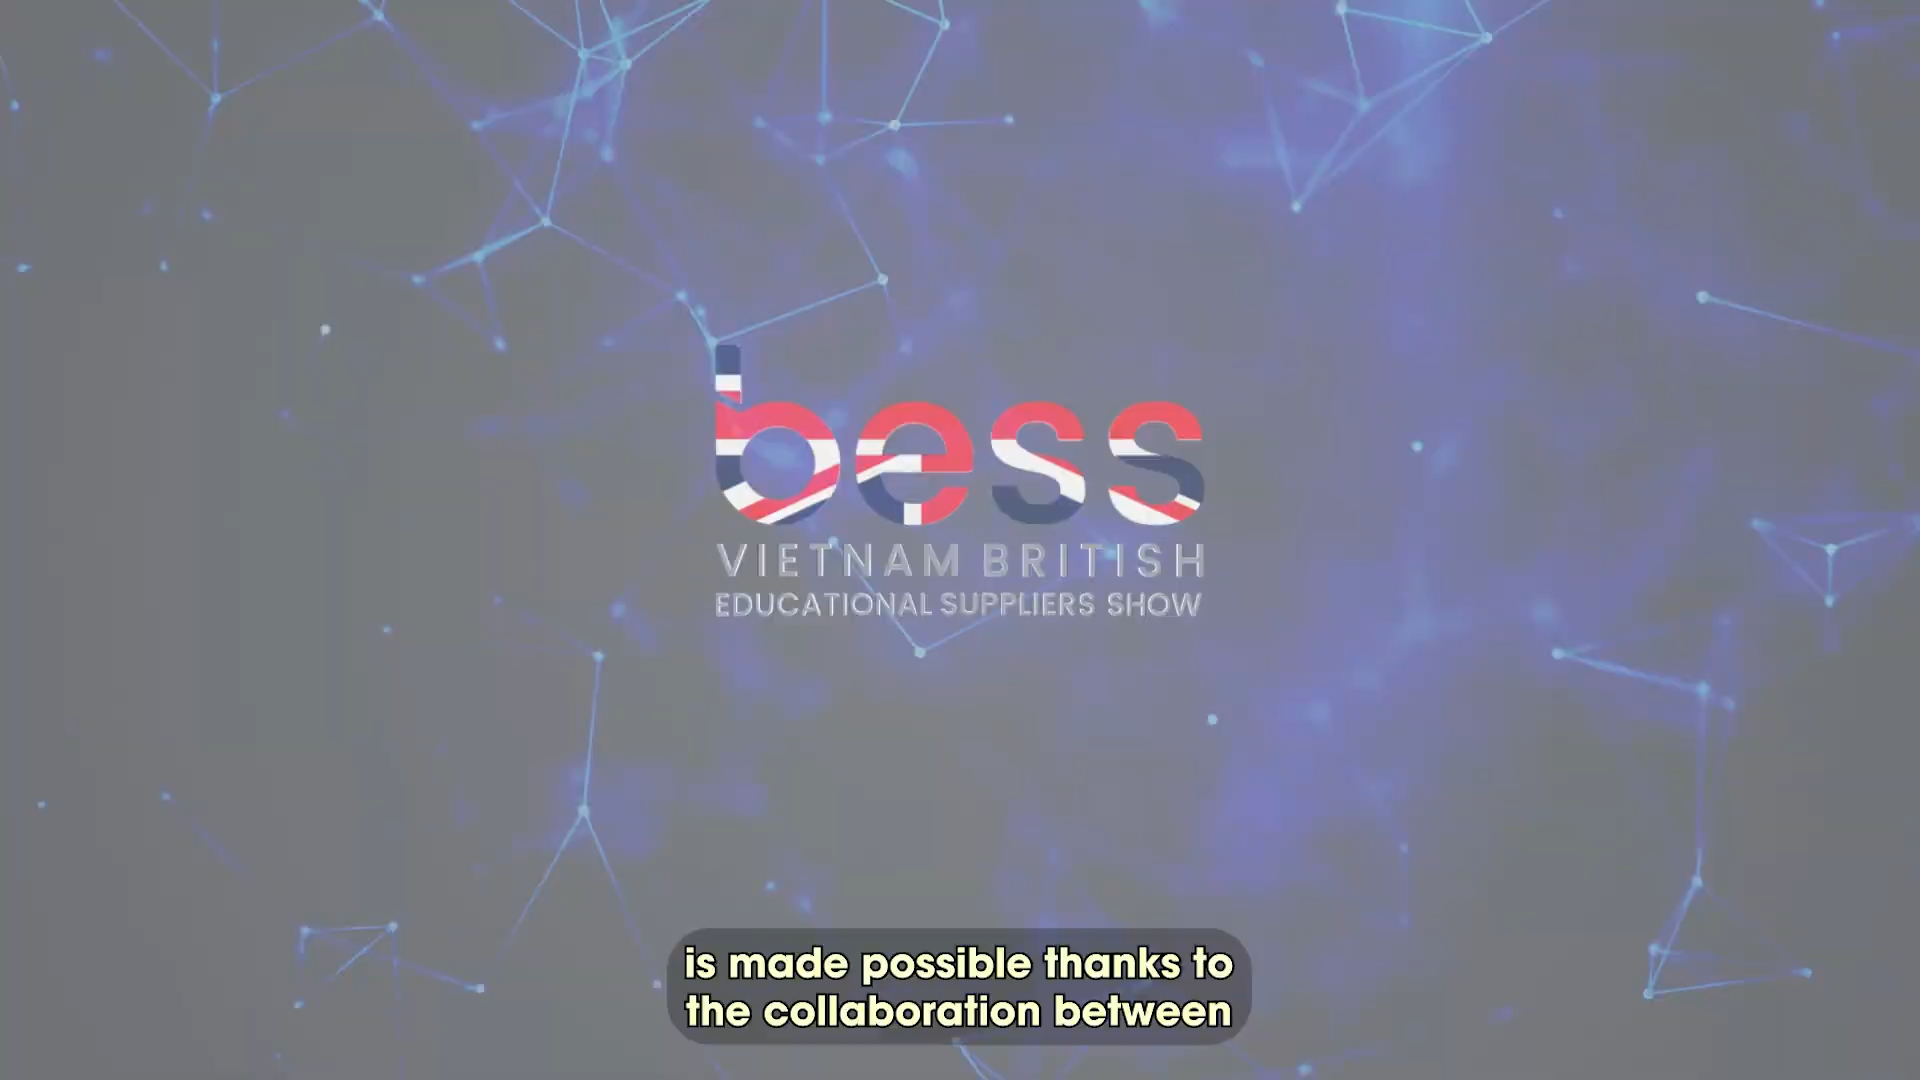 bess
VIETNAM BRITISH
EDUCATIONAL SUPPLIERS SHOW
is made possible thanks to
the collaboration between